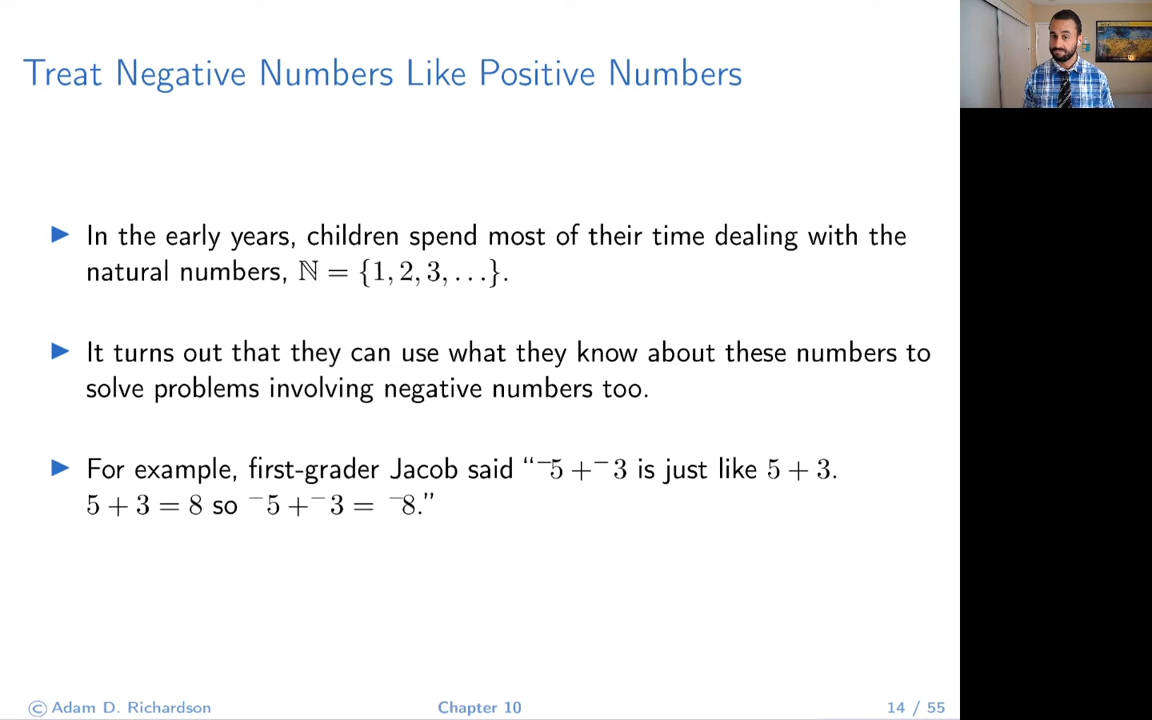 Treat Negative Numbers Like Positive Numbers
▶ In the early years, children spend most of their time dealing with the
natural numbers, ℕ = {1, 2, 3, . . .}.
▶ It turns out that they can use what they know about these numbers to
solve problems involving negative numbers too.
▶ For example, first-grader Jacob said “⁻5 +⁻ 3 is just like 5 + 3.
5 + 3 = 8 so ⁻5 +⁻ 3 = ⁻8.”
© Adam D. Richardson
Chapter 10
14 / 55